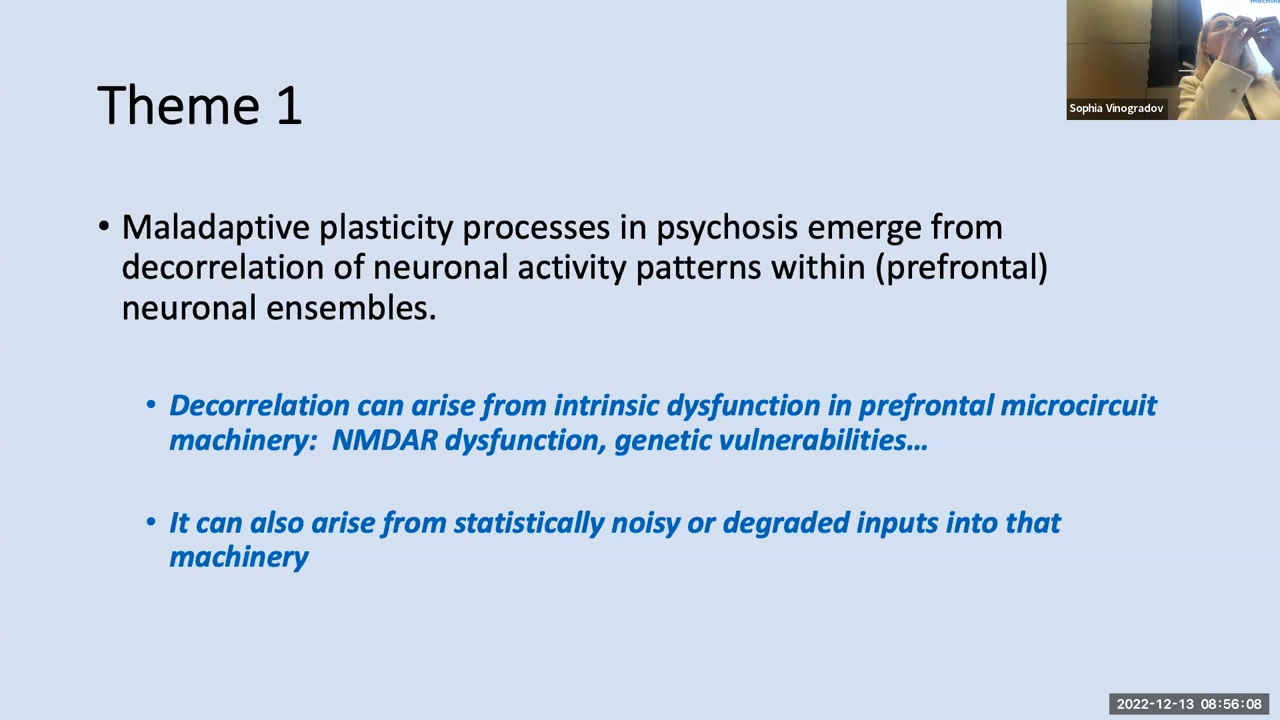 machine
Sophia Vinogradov
Theme 1
• Maladaptive plasticity processes in psychosis emerge from
decorrelation of neuronal activity patterns within (prefrontal)
neuronal ensembles.
• Decorrelation can arise from intrinsic dysfunction in prefrontal microcircuit
machinery:  NMDAR dysfunction, genetic vulnerabilities…
• It can also arise from statistically noisy or degraded inputs into that
machinery
2022-12-13 08:56:08